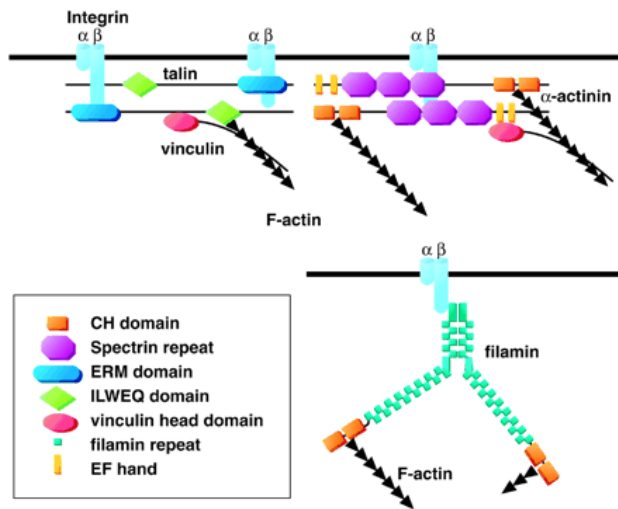 Integrin
α β
α β
α β
talin
α-actinin
vinculin
F-actin
α β
filamin
F-actin
CH domain
Spectrin repeat
ERM domain
ILWEQ domain
vinculin head domain
filamin repeat
EF hand